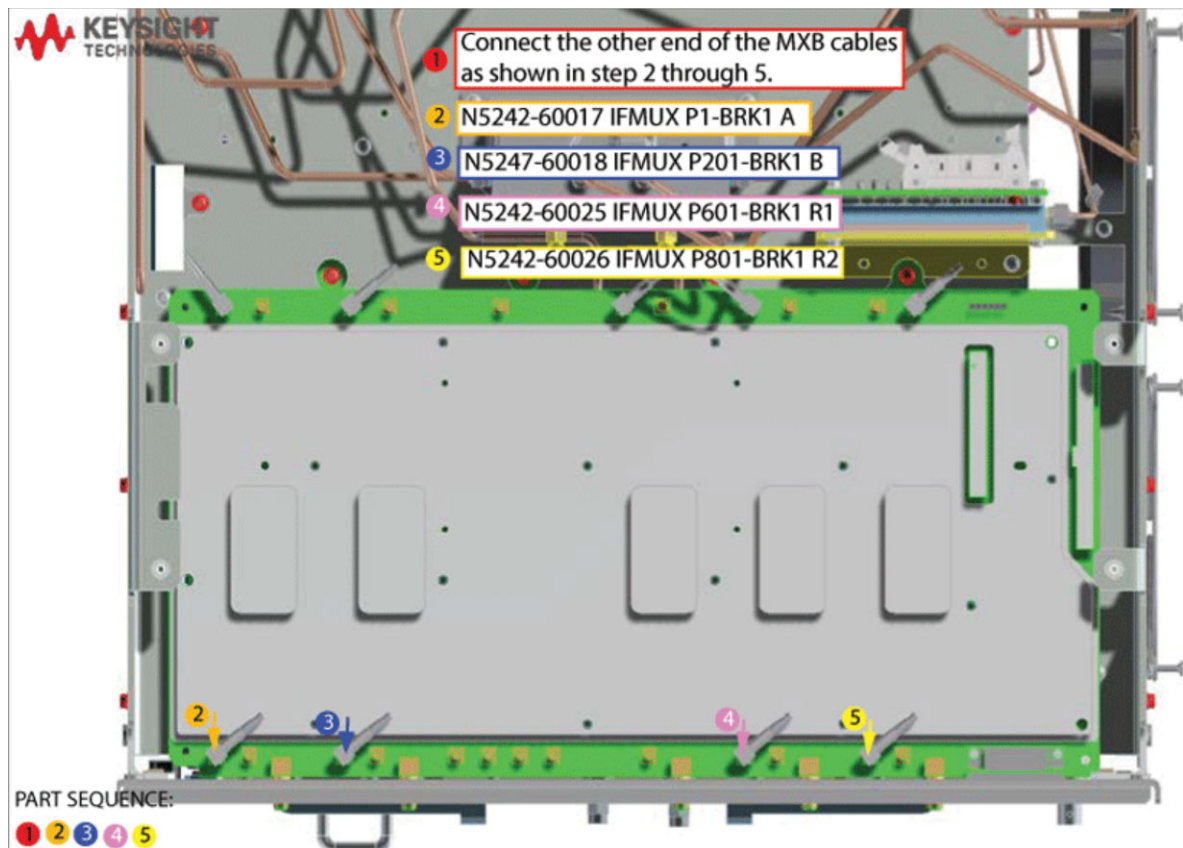 KEYSIGHT
TECHNOLOGIES
1 Connect the other end of the MXB cables
as shown in step 2 through 5.
2 N5242-60017 IFMUX P1-BRK1 A
3 N5247-60018 IFMUX P201-BRK1 B
4 N5242-60025 IFMUX P601-BRK1 R1
5 N5242-60026 IFMUX P801-BRK1 R2
2 3 4 5
PART SEQUENCE:
1 2 3 4 5